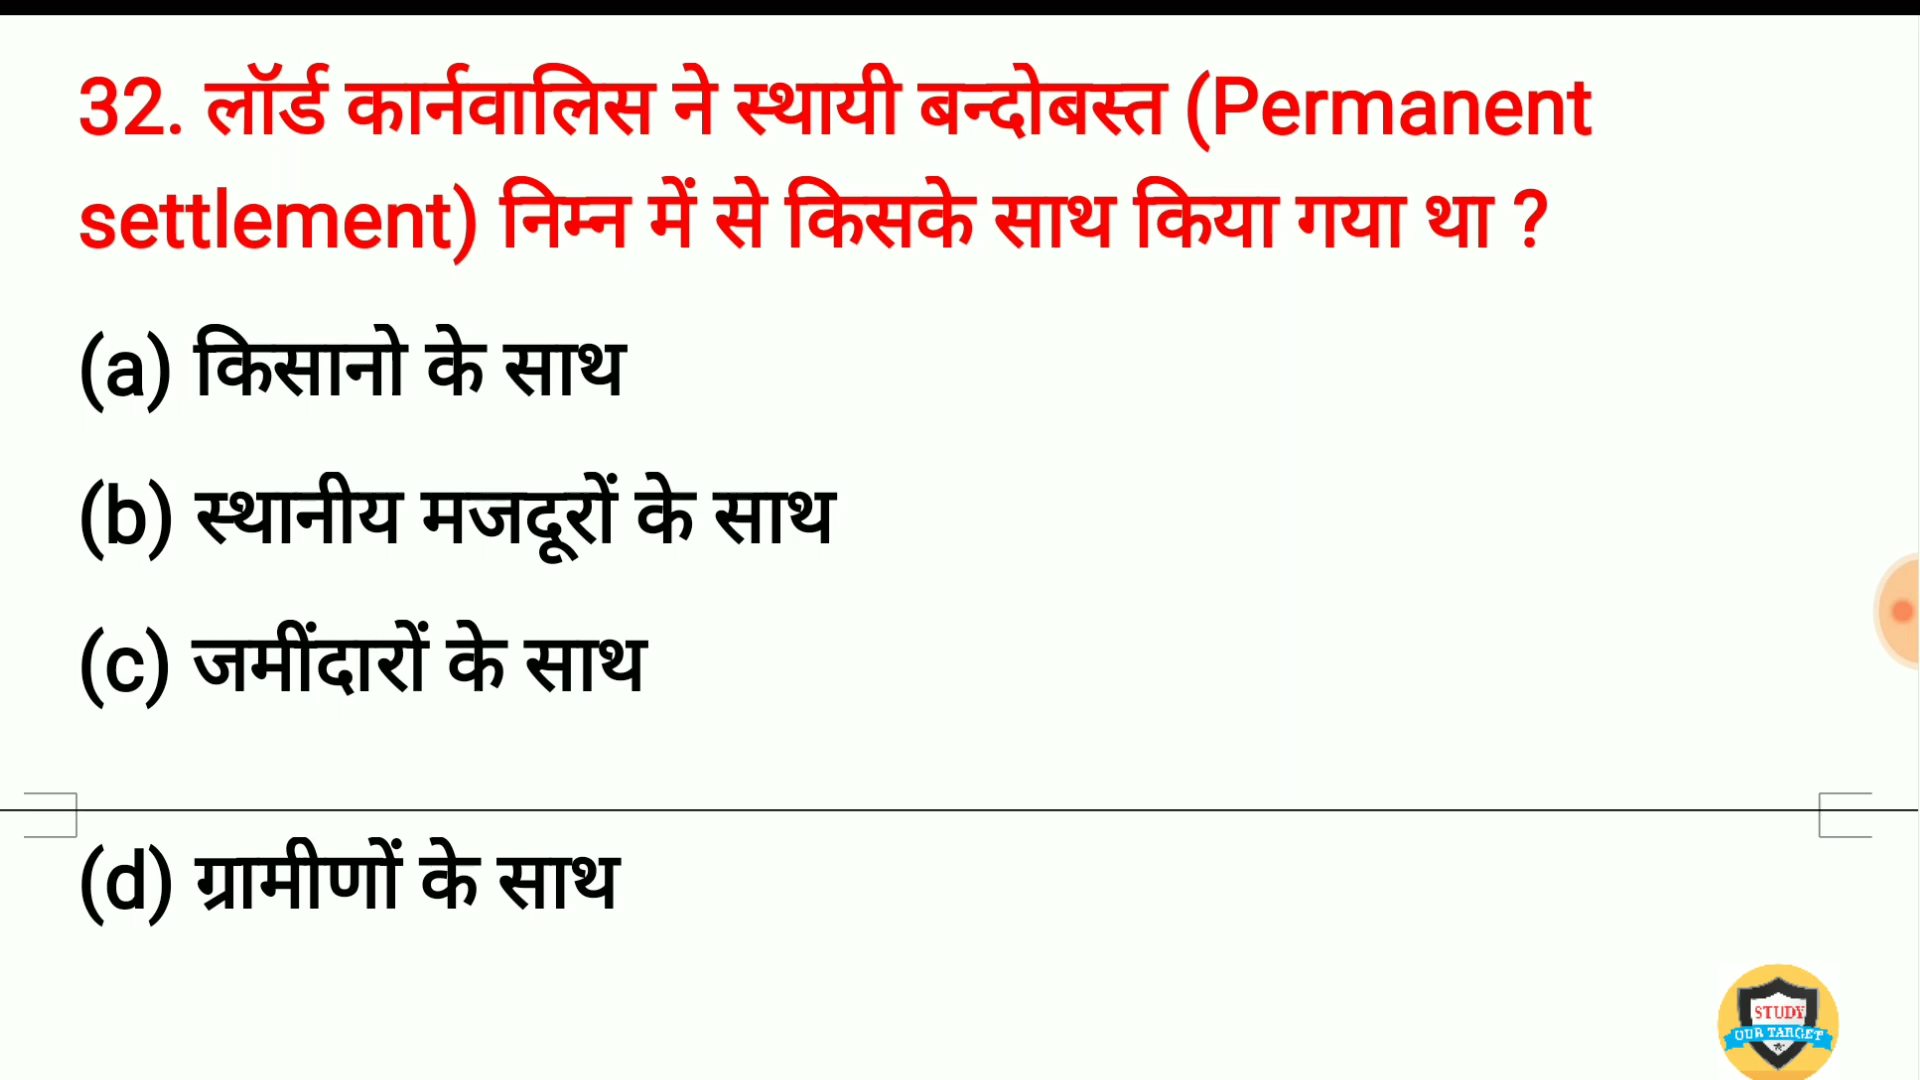 32. लॉर्ड कार्नवालिस ने स्थायी बन्दोबस्त (Permanent
settlement) निम्न में से किसके साथ किया गया था ?
(a) किसानो के साथ
(b) स्थानीय मजदूरों के साथ
(c) जमींदारों के साथ
(d) ग्रामीणों के साथ
STUDY
OUR TARGET